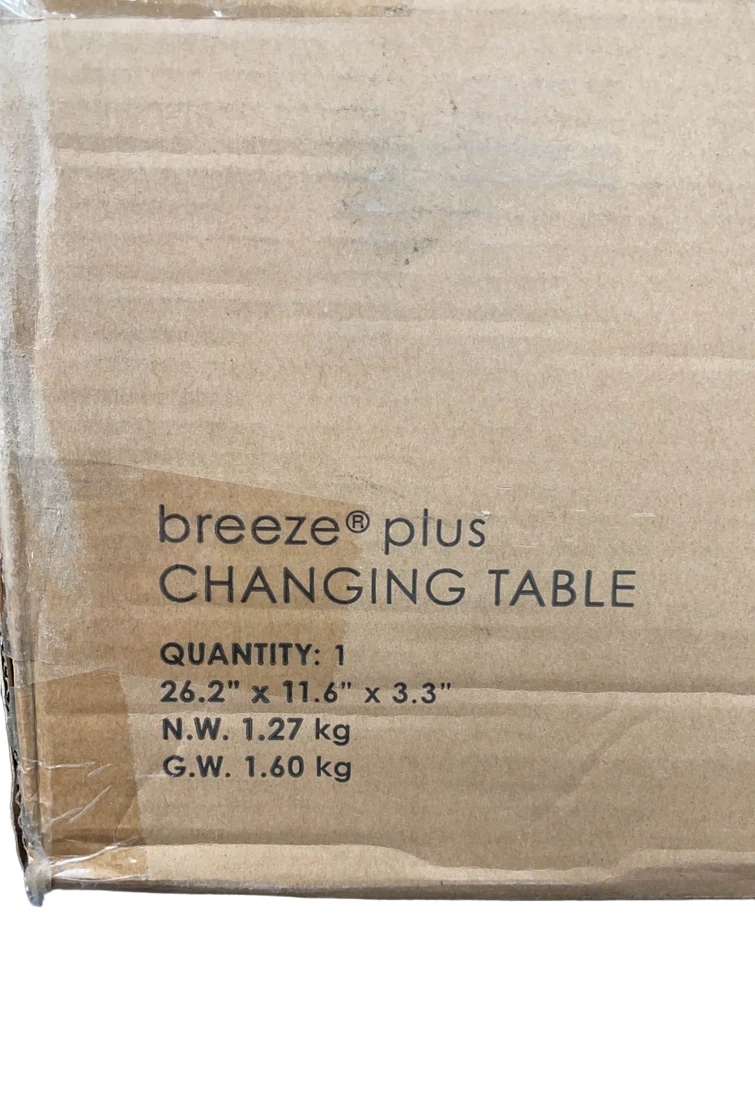 breeze® plus
CHANGING TABLE
QUANTITY: 1
26.2" x 11.6" x 3.3"
N.W. 1.27 kg
G.W. 1.60 kg